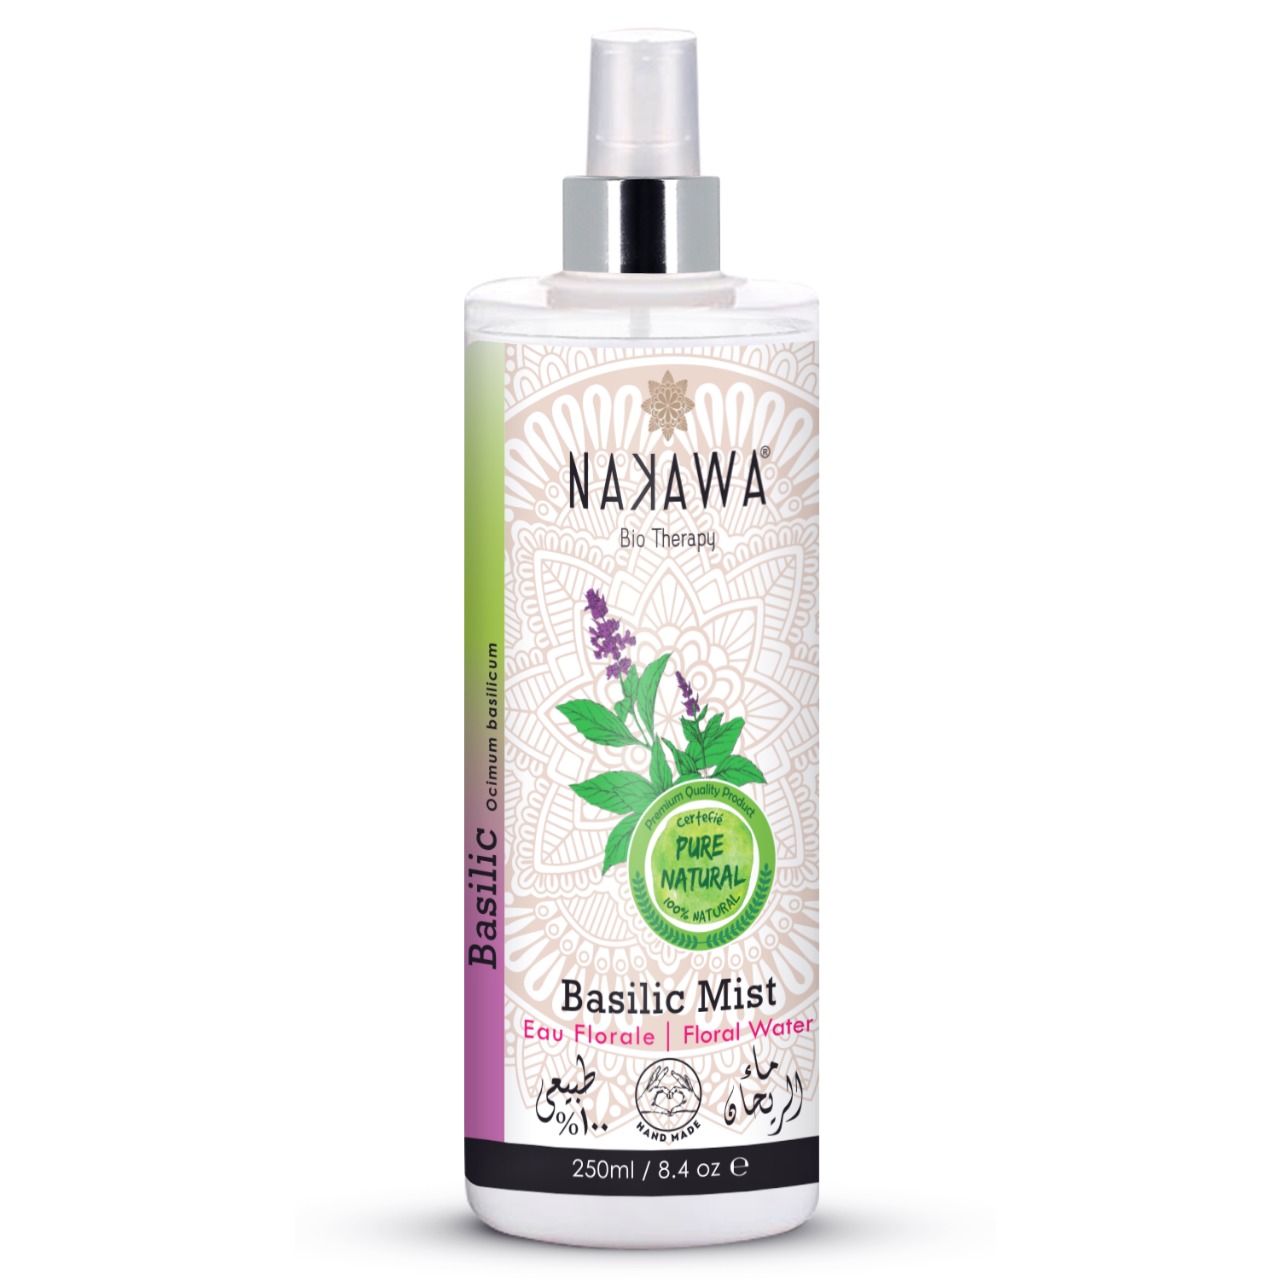 NAKAWA®
Bio Therapy
Basilic Ocimum basilicum
Premium Quality Product
certefié
PURE
NATURAL
100% NATURAL
Basilic Mist
Eau Florale | Floral Water
طبيعي
%١٠٠
HAND MADE
ماء
الريحان
250ml / 8.4 oz ℮